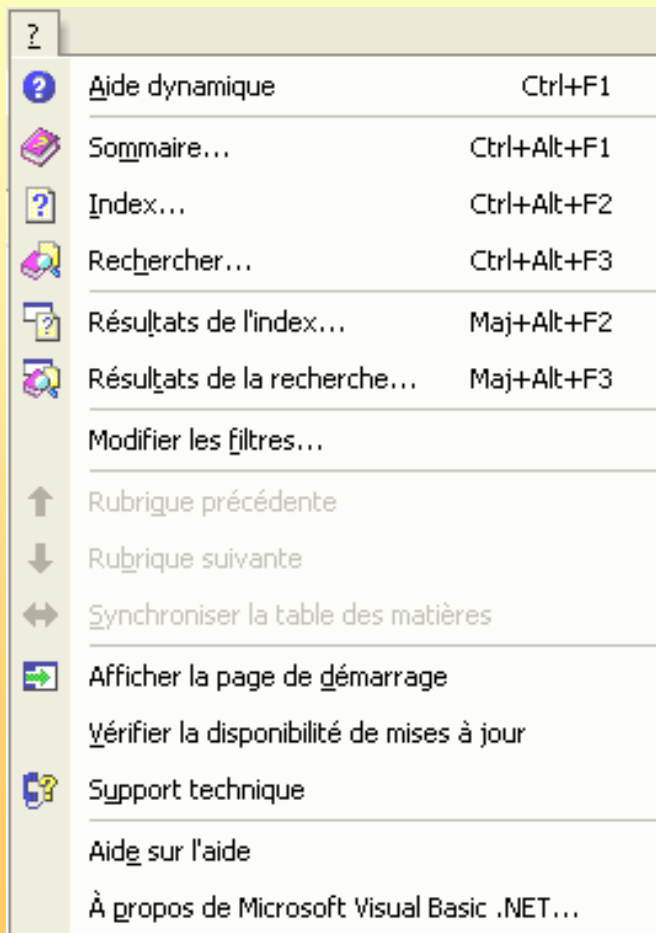 ?
Aide dynamique Ctrl+F1
Sommaire... Ctrl+Alt+F1
Index... Ctrl+Alt+F2
Rechercher... Ctrl+Alt+F3
Résultats de l'index... Maj+Alt+F2
Résultats de la recherche... Maj+Alt+F3
Modifier les filtres...
Rubrigue précédente
Rubrique suivante
Synchroniser la table des matières
Afficher la page de démarrage
Vérifier la disponibilité de mises à jour
Support technique
Aide sur l'aide
À propos de Microsoft Visual Basic .NET...